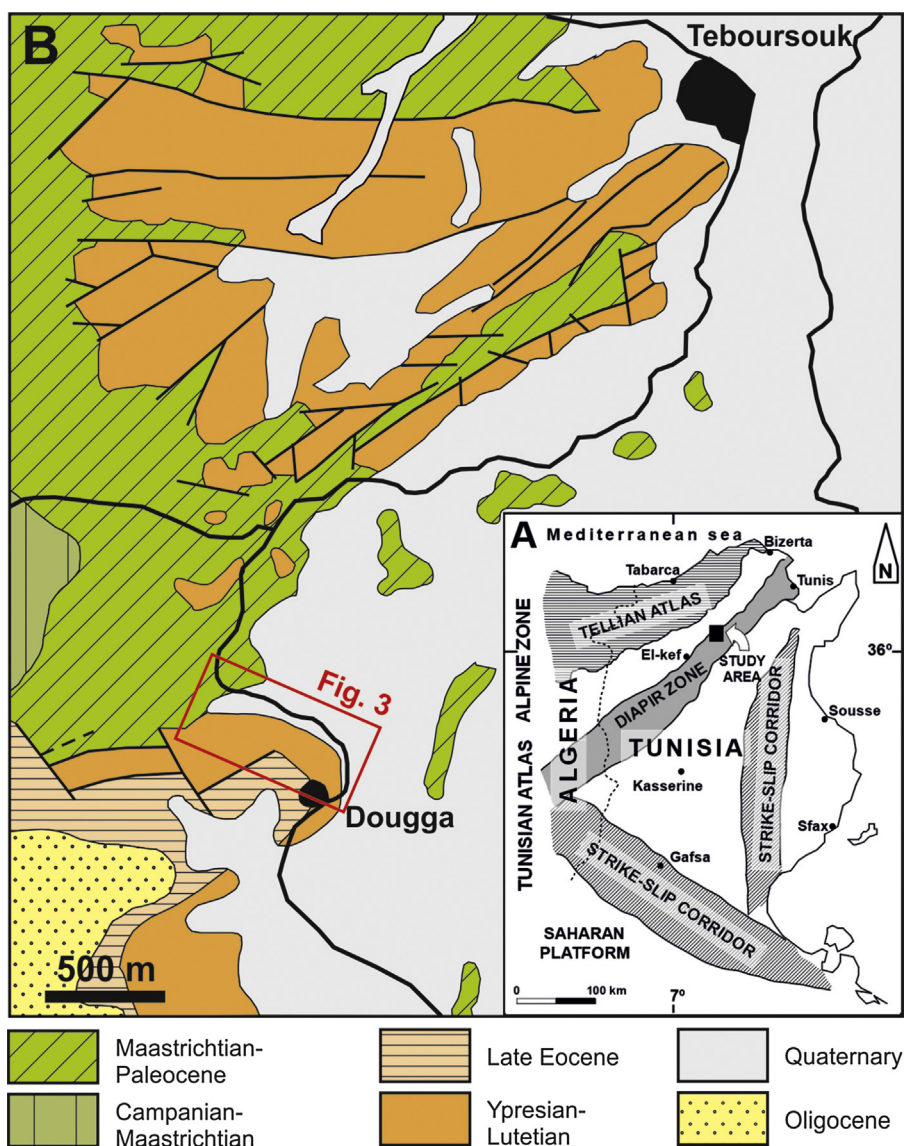 B
Teboursouk
Fig. 3
Dougga
500 m
A
Mediterranean sea
Bizerta
N
Tabarca
Tunis
TELLIAN ATLAS
ALPINE ZONE
36º
El-kef
STUDY
AREA
DIAPIR ZONE
ALGERIA
TUNISIA
Sousse
TUNISIAN ATLAS
Kasserine
STRIKE-SLIP CORRIDOR
Sfax
Gafsa
STRIKE-SLIP CORRIDOR
SAHARAN
PLATFORM
0
100 km
7º
Maastrichtian-
Paleocene
Late Eocene
Quaternary
Campanian-
Maastrichtian
Ypresian-
Lutetian
Oligocene